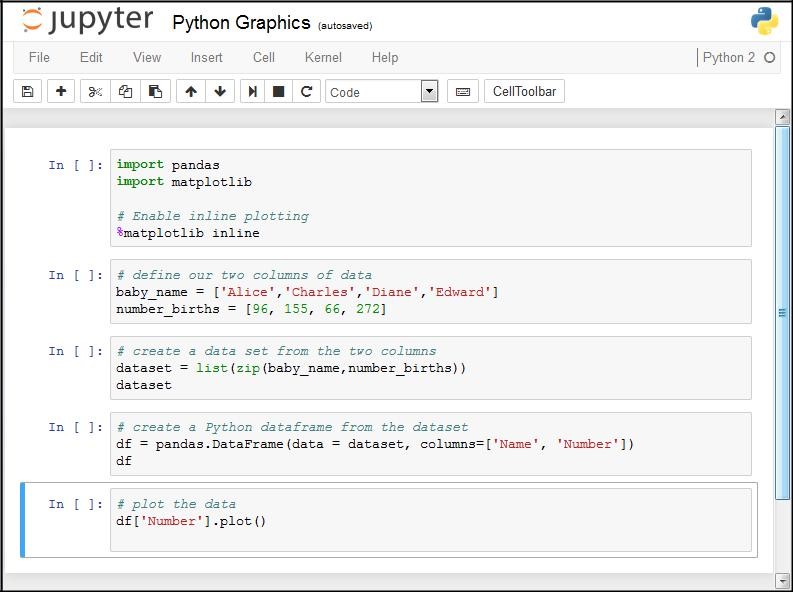 jupyter Python Graphics (autosaved)
File Edit View Insert Cell Kernel Help Python 2
Code CellToolbar
In [ ]: import pandas
import matplotlib
# Enable inline plotting
%matplotlib inline
In [ ]: # define our two columns of data
baby_name = ['Alice','Charles','Diane','Edward']
number_births = [96, 155, 66, 272]
In [ ]: # create a data set from the two columns
dataset = list(zip(baby_name,number_births))
dataset
In [ ]: # create a Python dataframe from the dataset
df = pandas.DataFrame(data = dataset, columns=['Name', 'Number'])
df
In [ ]: # plot the data
df['Number'].plot()